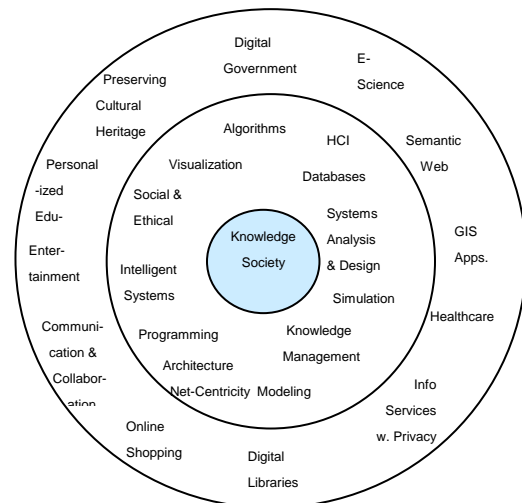 Digital
Government
E-
Science
Preserving
Cultural
Heritage
Algorithms
HCI
Semantic
Web
Personal
-ized
Edu-
Visualization
Databases
Social &
Ethical
Systems
Analysis
& Design
Knowledge
Society
GIS
Apps.
Enter-
tainment
Intelligent
Systems
Simulation
Healthcare
Communi-
cation &
Collabor-
ation
Programming
Knowledge
Management
Architecture
Net-Centricity Modeling
Info
Services
w. Privacy
Online
Shopping
Digital
Libraries